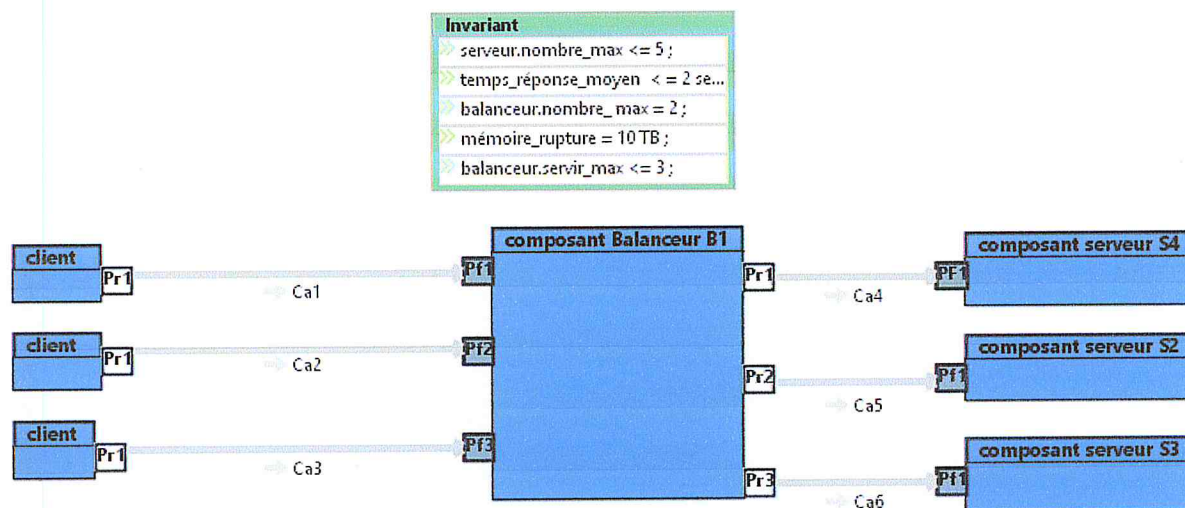 Invariant
serveur.nombre_max <= 5 ;
temps_réponse_moyen < = 2 se...
balanceur.nombre_ max = 2 ;
mémoire_rupture = 10 TB ;
balanceur.servir_max <= 3 ;
client
Pr1
Ca1
Pf1
composant Balanceur B1
Pr1
Ca4
PF1
composant serveur S4
client
Pr1
Ca2
Pf2
Pr2
Ca5
Pf1
composant serveur S2
client
Pr1
Ca3
Pf3
Pr3
Ca6
Pf1
composant serveur S3